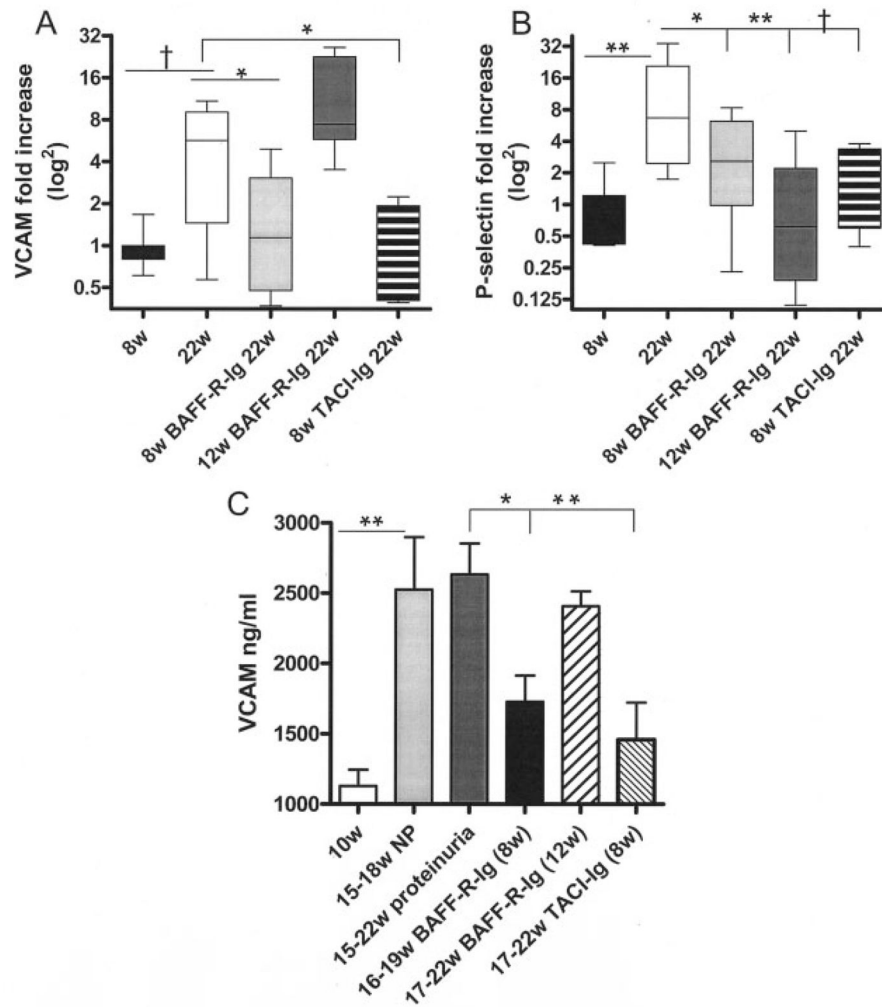 A
VCAM fold increase
(log²)
32
16
8
4
2
1
0.5
†
*
*
8w
22w
8w BAFF-R-Ig 22w
12w BAFF-R-Ig 22w
8w TACI-Ig 22w
B
P-selectin fold increase
(log²)
32
16
8
4
2
1
0.5
0.25
0.125
**
*
**
†
8w
22w
8w BAFF-R-Ig 22w
12w BAFF-R-Ig 22w
8w TACI-Ig 22w
C
VCAM ng/ml
3000
2500
2000
1500
1000
**
*
**
10w
15-18w NP
15-22w proteinuria
16-19w BAFF-R-Ig (8w)
17-22w BAFF-R-Ig (12w)
17-22w TACI-Ig (8w)